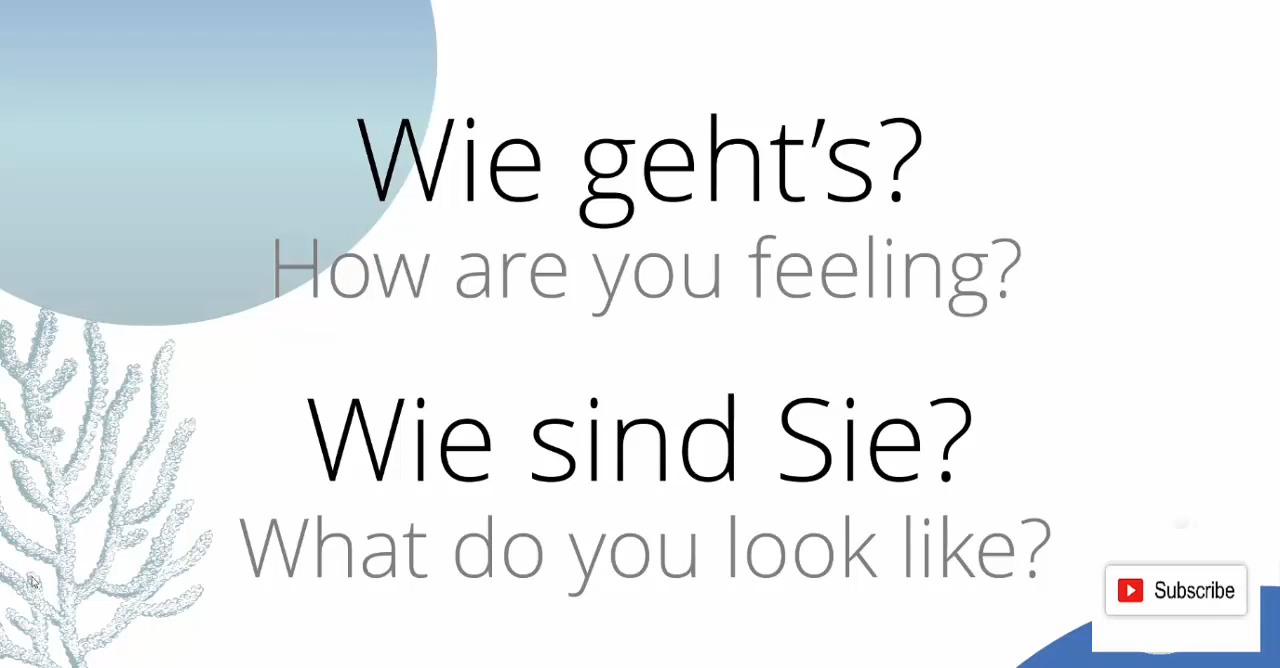 Wie geht’s?
How are you feeling?
Wie sind Sie?
What do you look like?
Subscribe